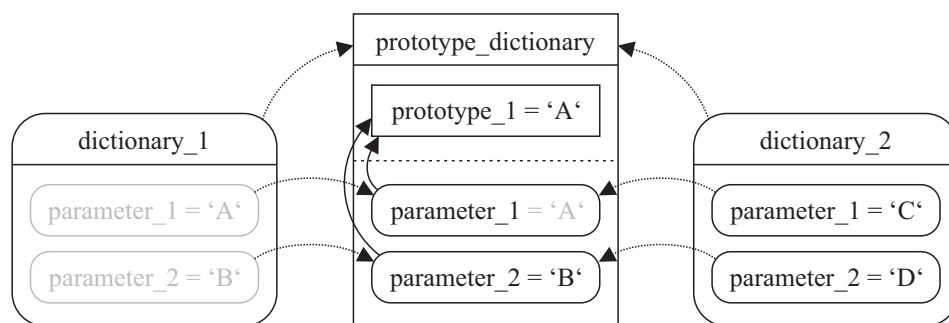 prototype_dictionary
prototype_1 = ‘A‘
dictionary_1
dictionary_2
parameter_1 = ‘A‘
parameter_1 = ‘A‘
parameter_1 = ‘C‘
parameter_2 = ‘B‘
parameter_2 = ‘B‘
parameter_2 = ‘D‘